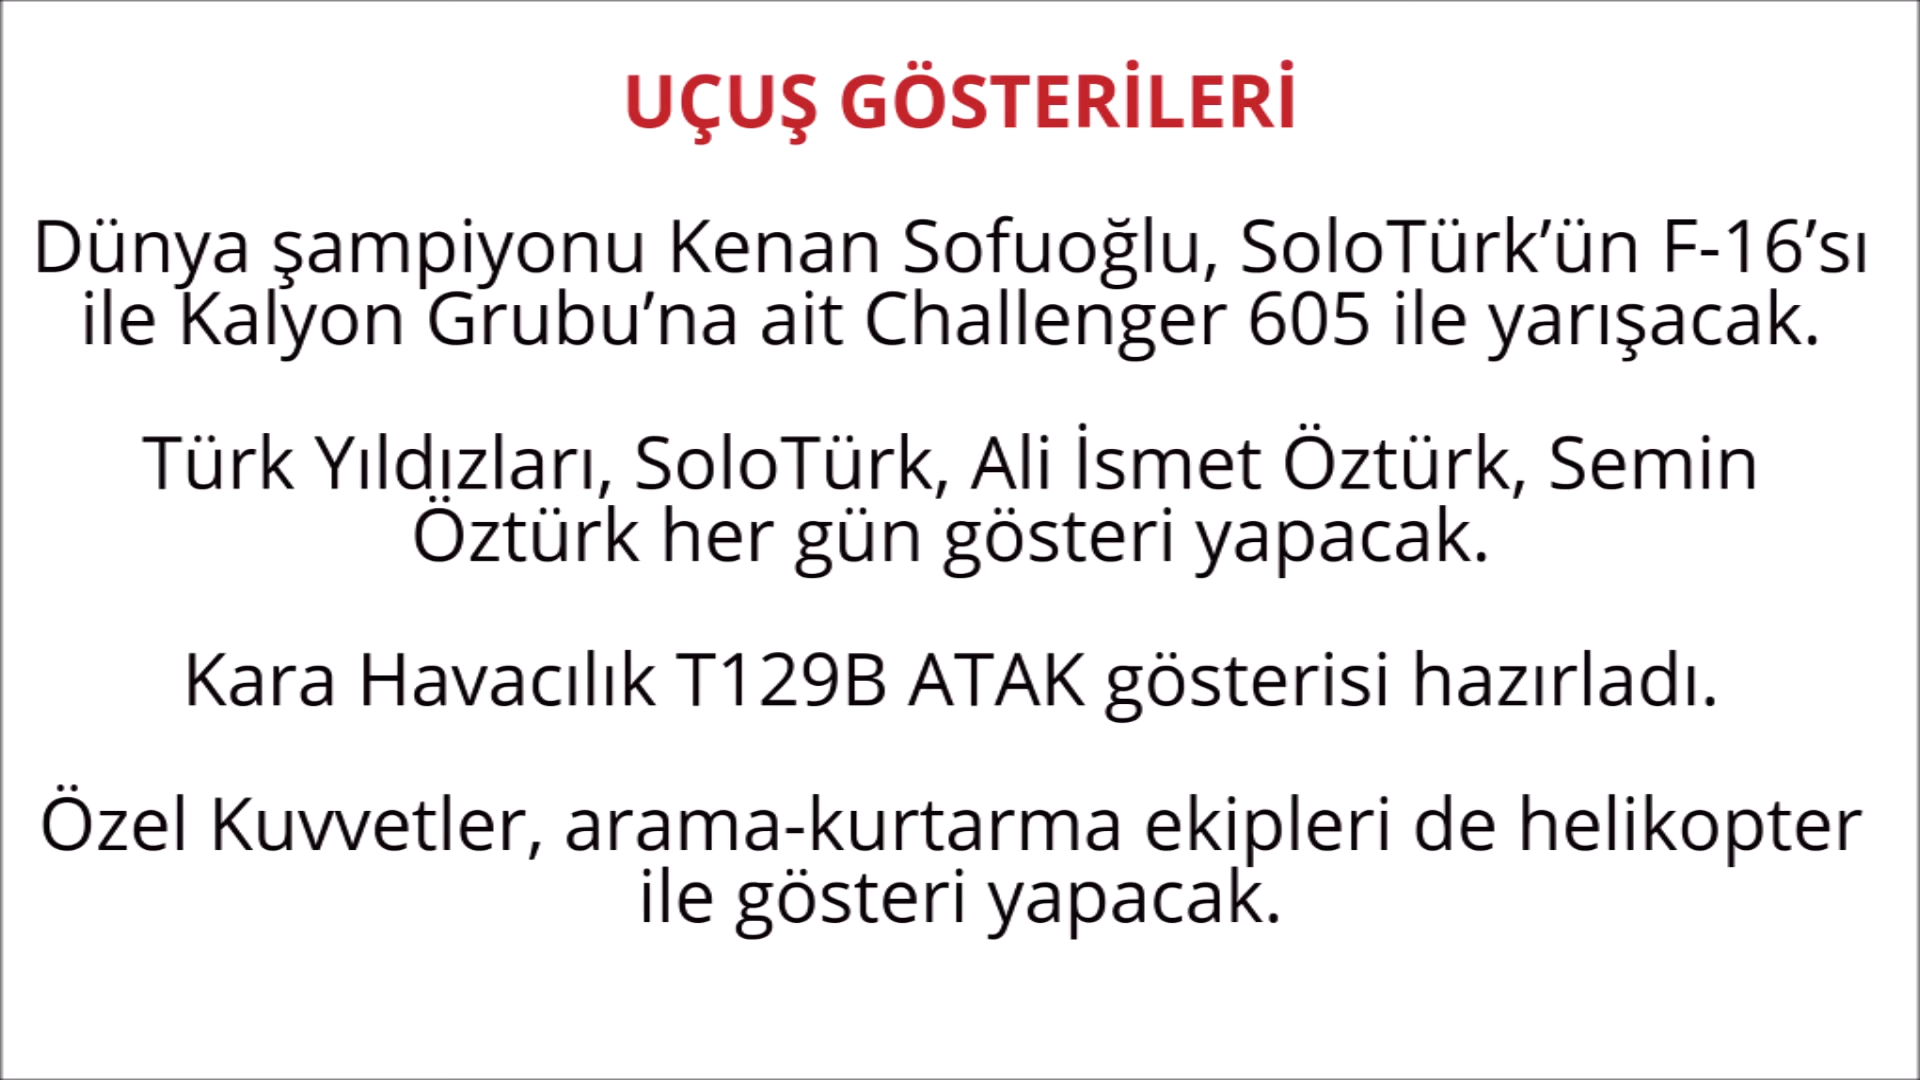 UÇUŞ GÖSTERİLERİ
Dünya şampiyonu Kenan Sofuoğlu, SoloTürk’ün F-16’sı
ile Kalyon Grubu’na ait Challenger 605 ile yarışacak.
Türk Yıldızları, SoloTürk, Ali İsmet Öztürk, Semin
Öztürk her gün gösteri yapacak.
Kara Havacılık T129B ATAK gösterisi hazırladı.
Özel Kuvvetler, arama-kurtarma ekipleri de helikopter
ile gösteri yapacak.